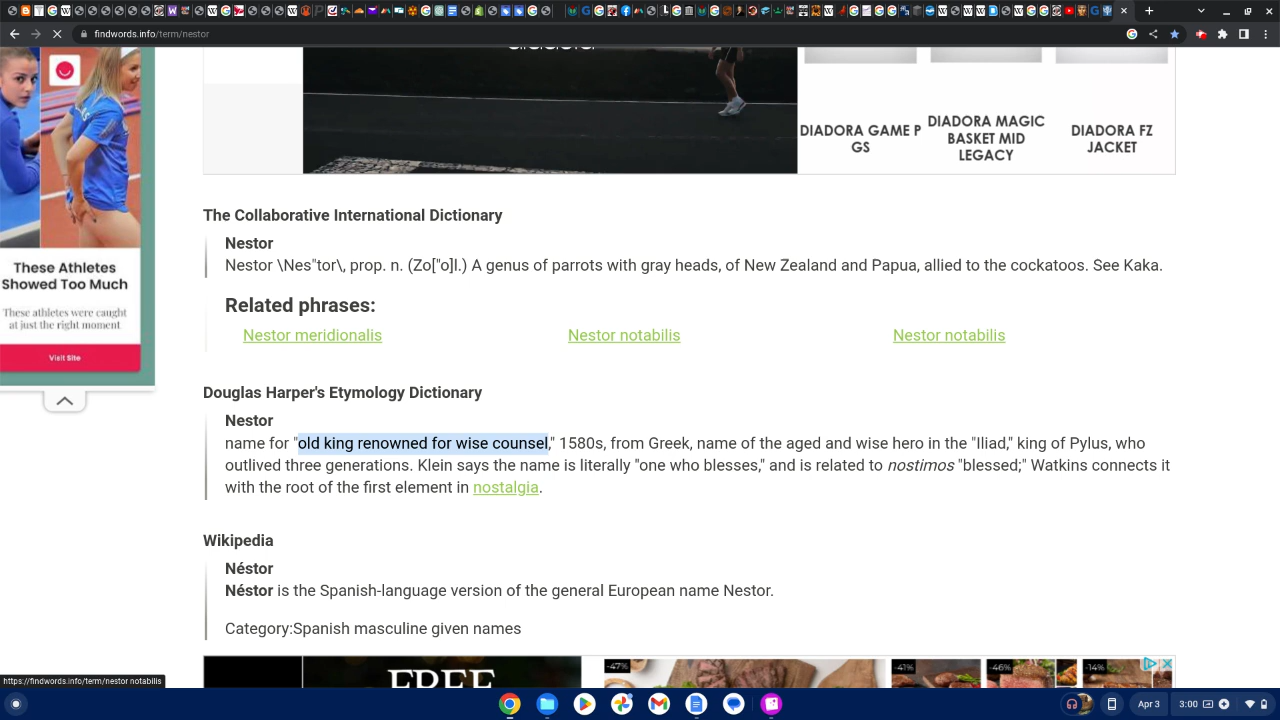 findwords.info/term/nestor
DIADORA GAME P
GS
DIADORA MAGIC
BASKET MID
LEGACY
DIADORA FZ
JACKET
These Athletes
Showed Too Much
These athletes were caught
at just the right moment
Visit Site
The Collaborative International Dictionary
Nestor
Nestor \Nes"tor\, prop. n. (Zo["o]l.) A genus of parrots with gray heads, of New Zealand and Papua, allied to the cockatoos. See Kaka.
Related phrases:
Nestor meridionalis Nestor notabilis Nestor notabilis
Douglas Harper's Etymology Dictionary
Nestor
name for "old king renowned for wise counsel," 1580s, from Greek, name of the aged and wise hero in the "Iliad," king of Pylus, who
outlived three generations. Klein says the name is literally "one who blesses," and is related to nostimos "blessed;" Watkins connects it
with the root of the first element in nostalgia.
Wikipedia
Néstor
Néstor is the Spanish-language version of the general European name Nestor.
Category:Spanish masculine given names
FREE
-47% -41% -46% -14%
https://findwords.info/term/nestor notabilis
Apr 3 3:00